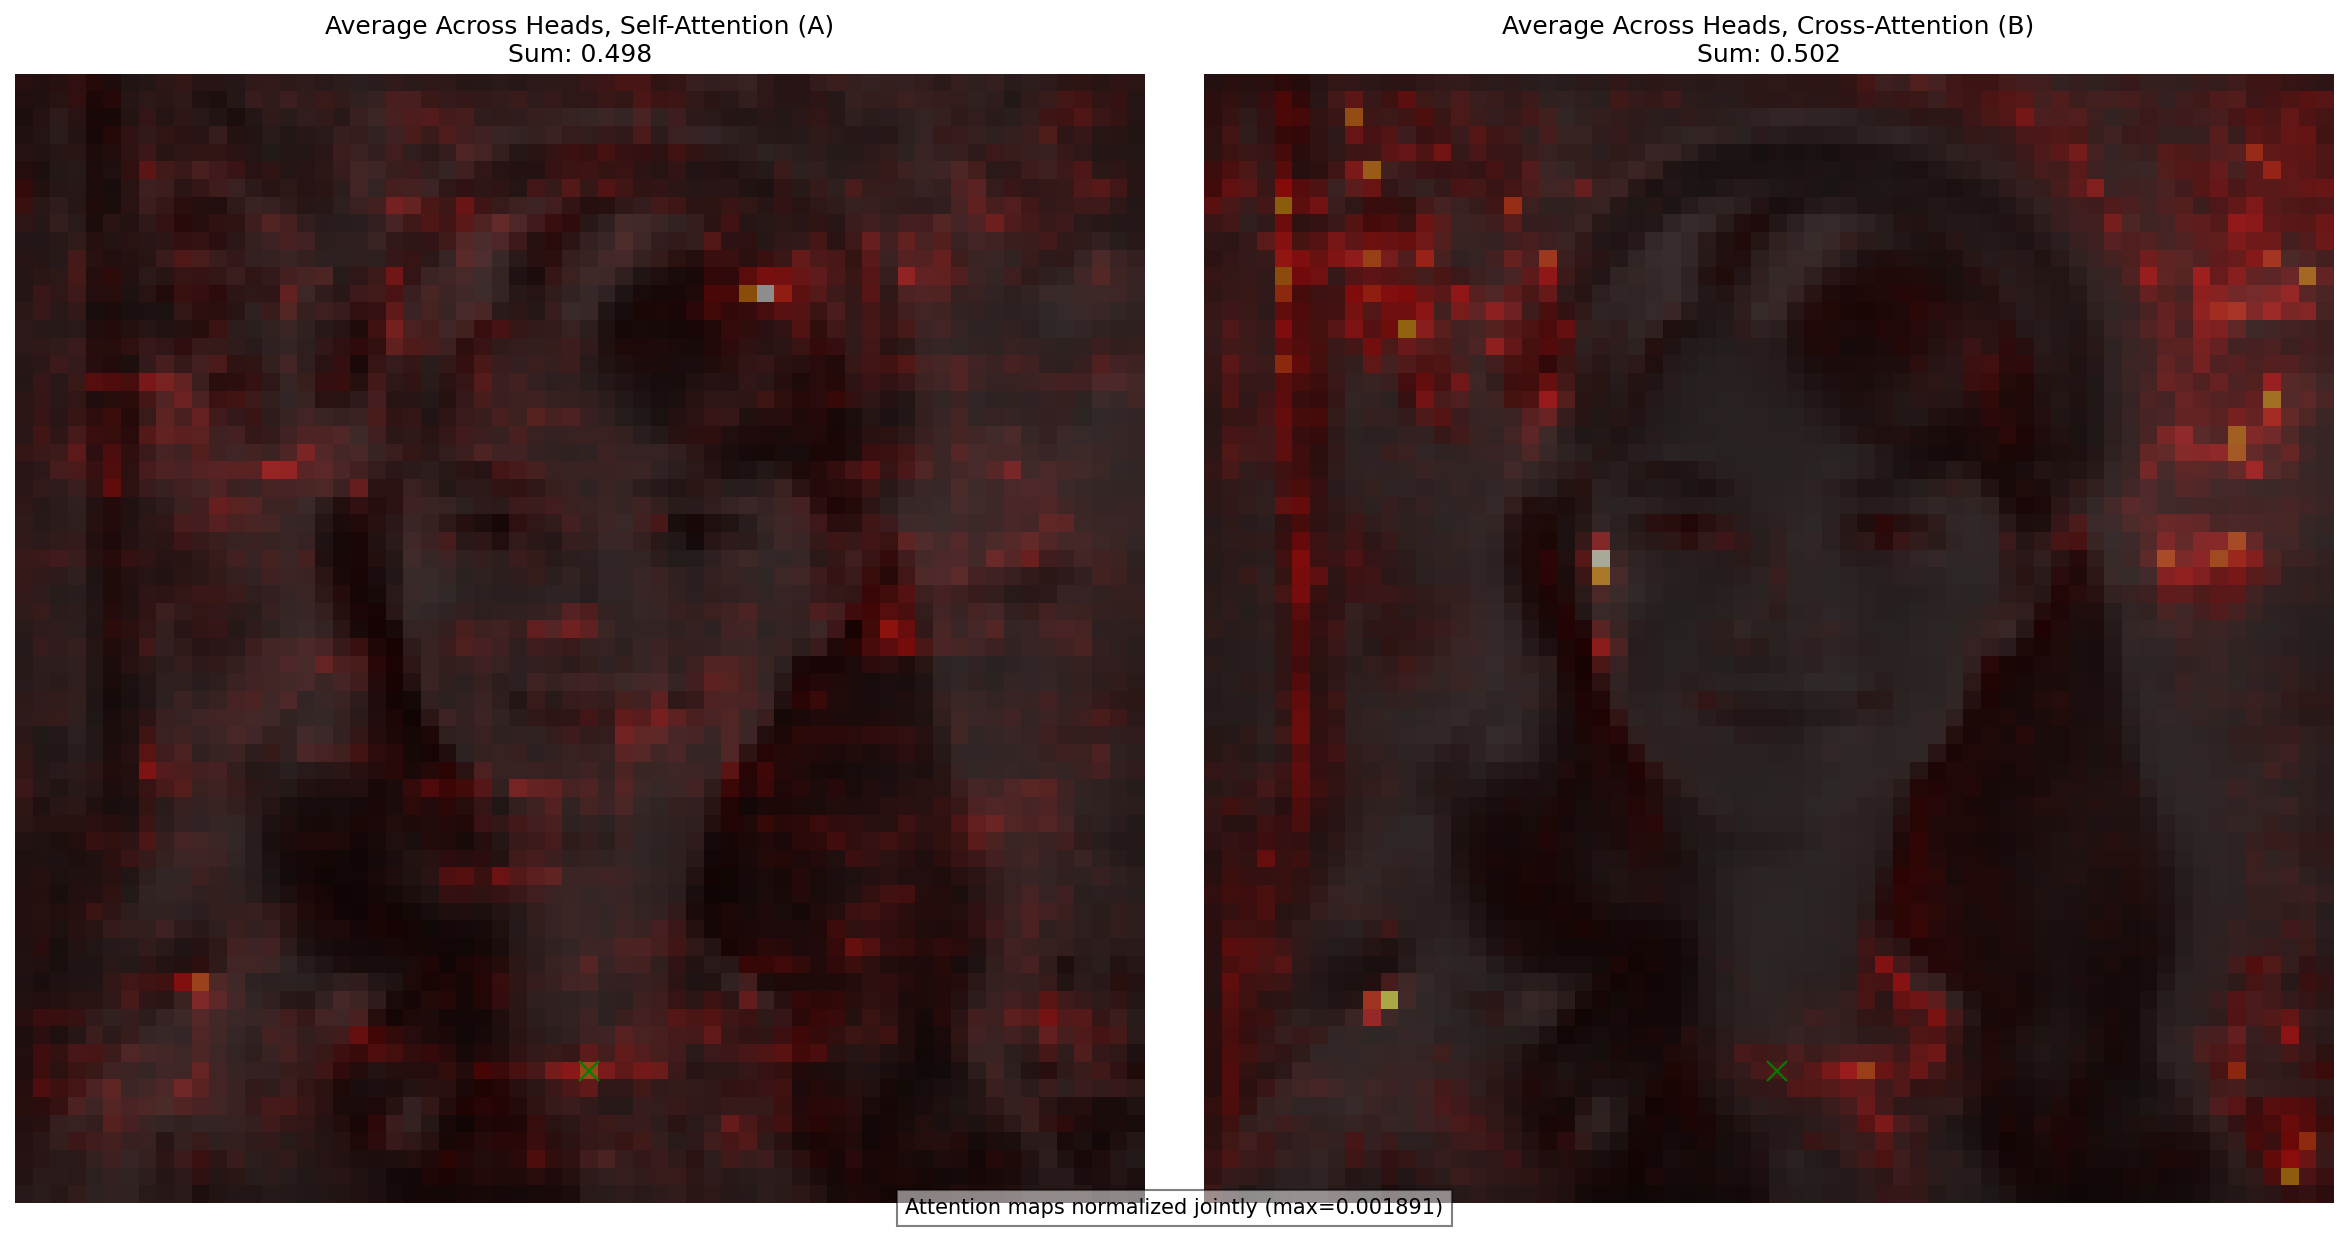 Average Across Heads, Self-Attention (A)
Sum: 0.498
Average Across Heads, Cross-Attention (B)
Sum: 0.502
Attention maps normalized jointly (max=0.001891)